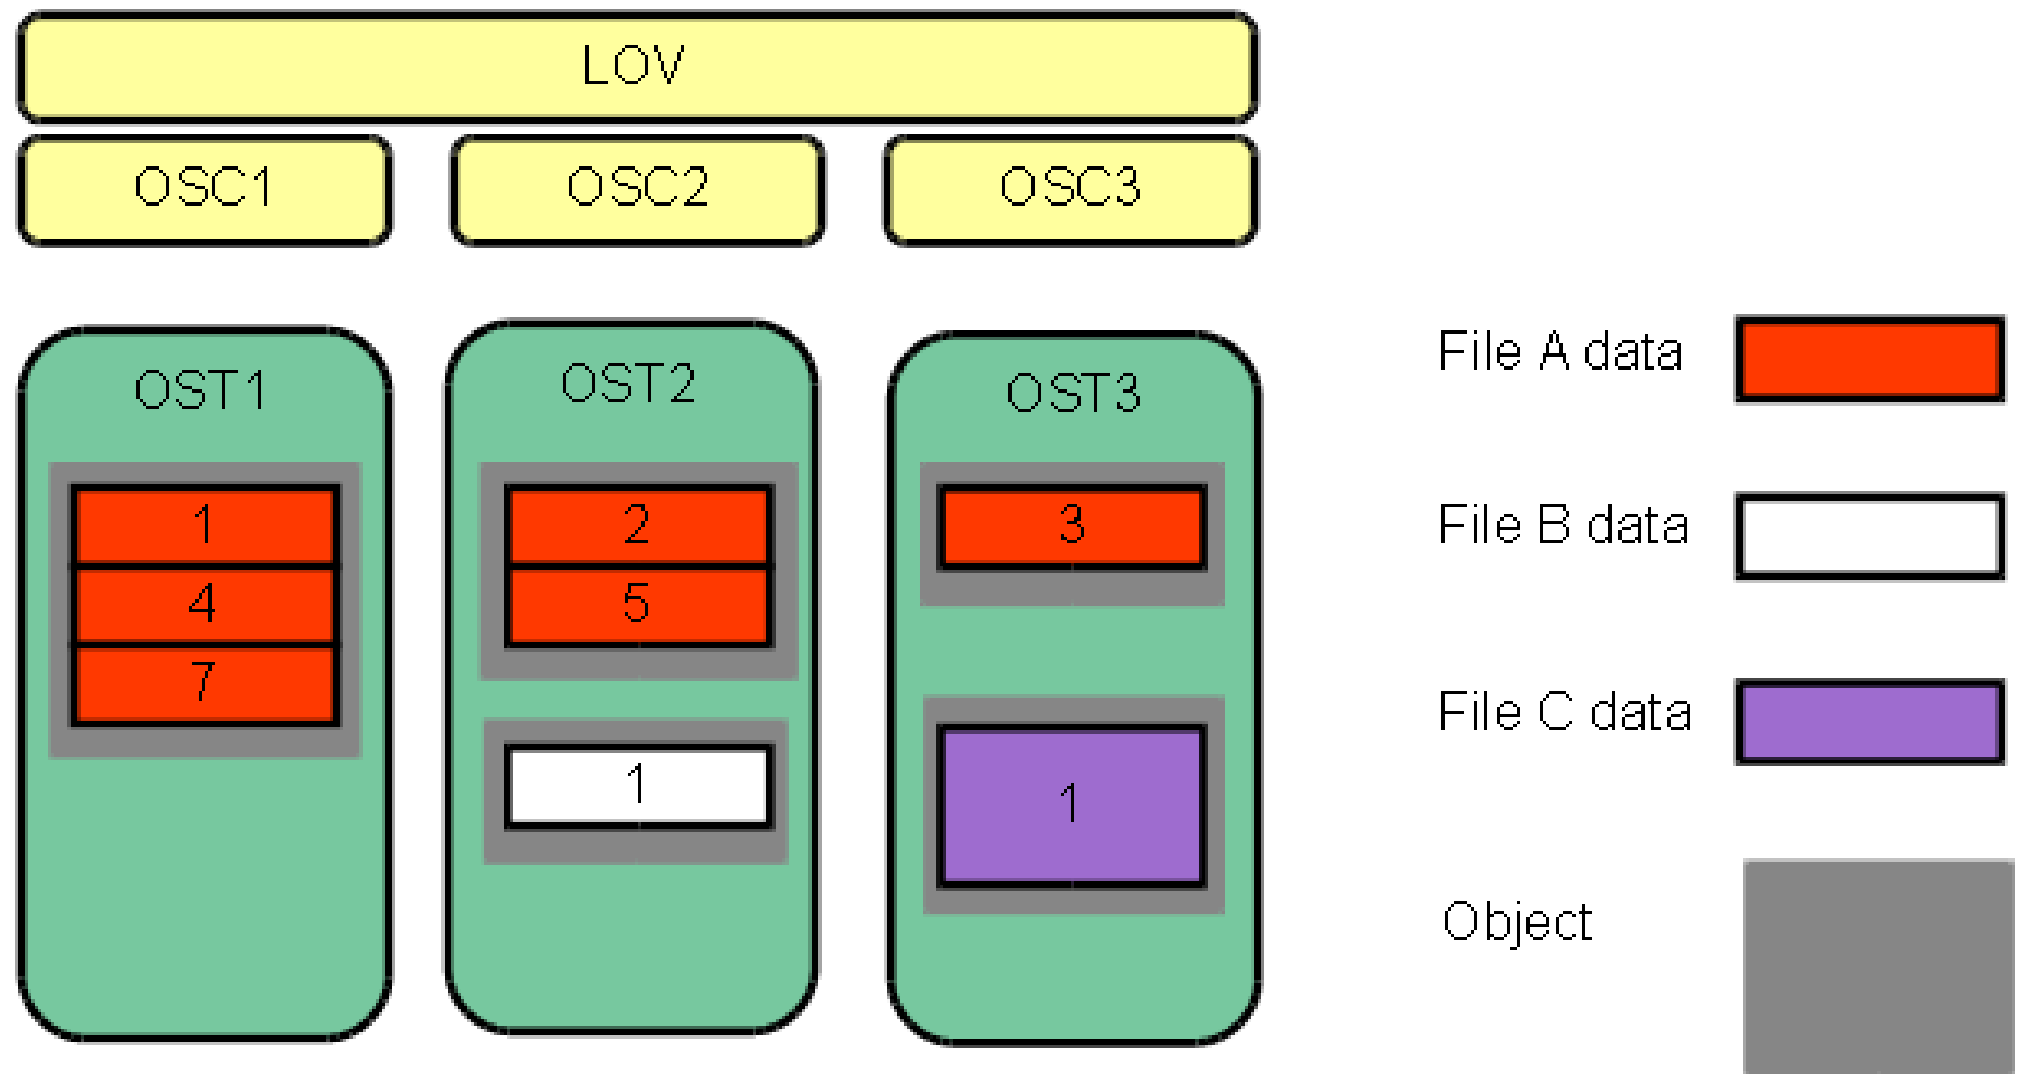 LOV
OSC1
OSC2
OSC3
OST1
1
4
7
OST2
2
5
1
OST3
3
1
File A data
File B data
File C data
Object